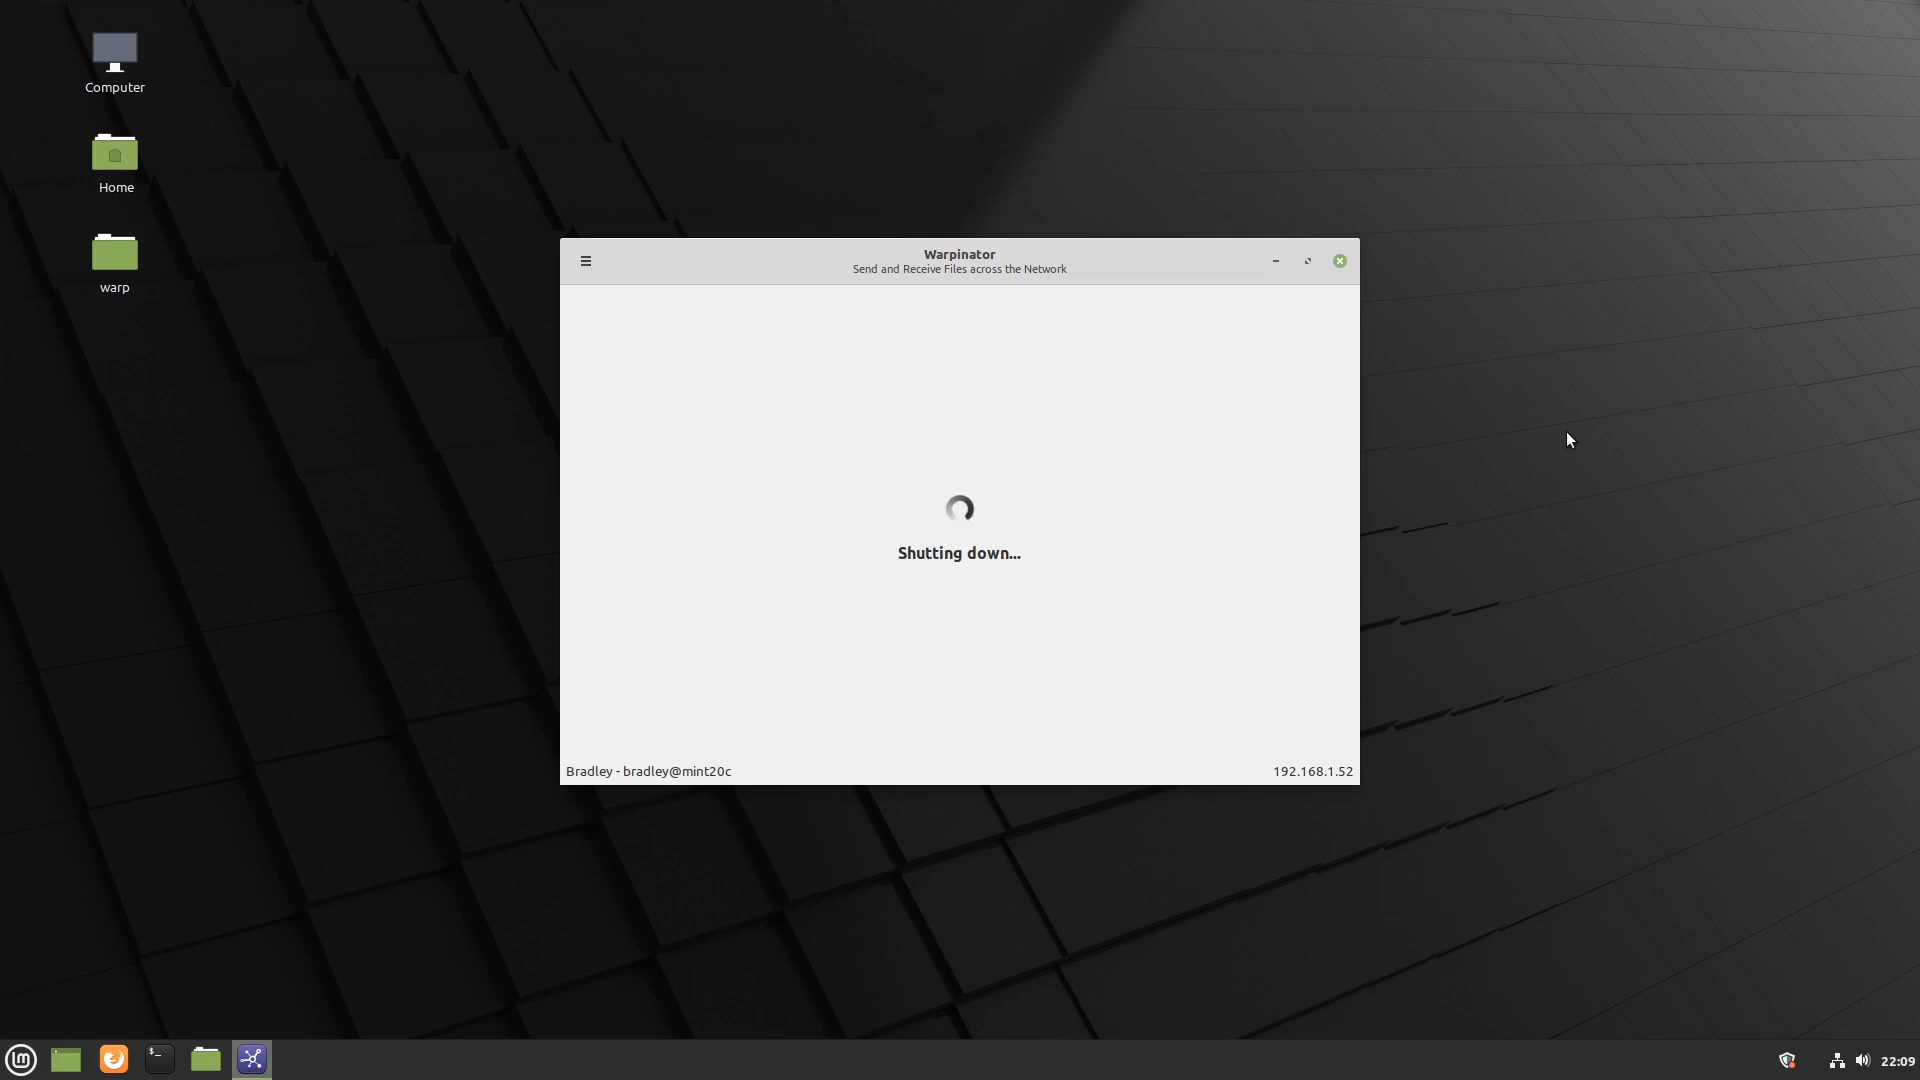 Computer
Home
warp
Warpinator
Send and Receive Files across the Network
Shutting down...
Bradley - bradley@mint20c
192.168.1.52
22:09